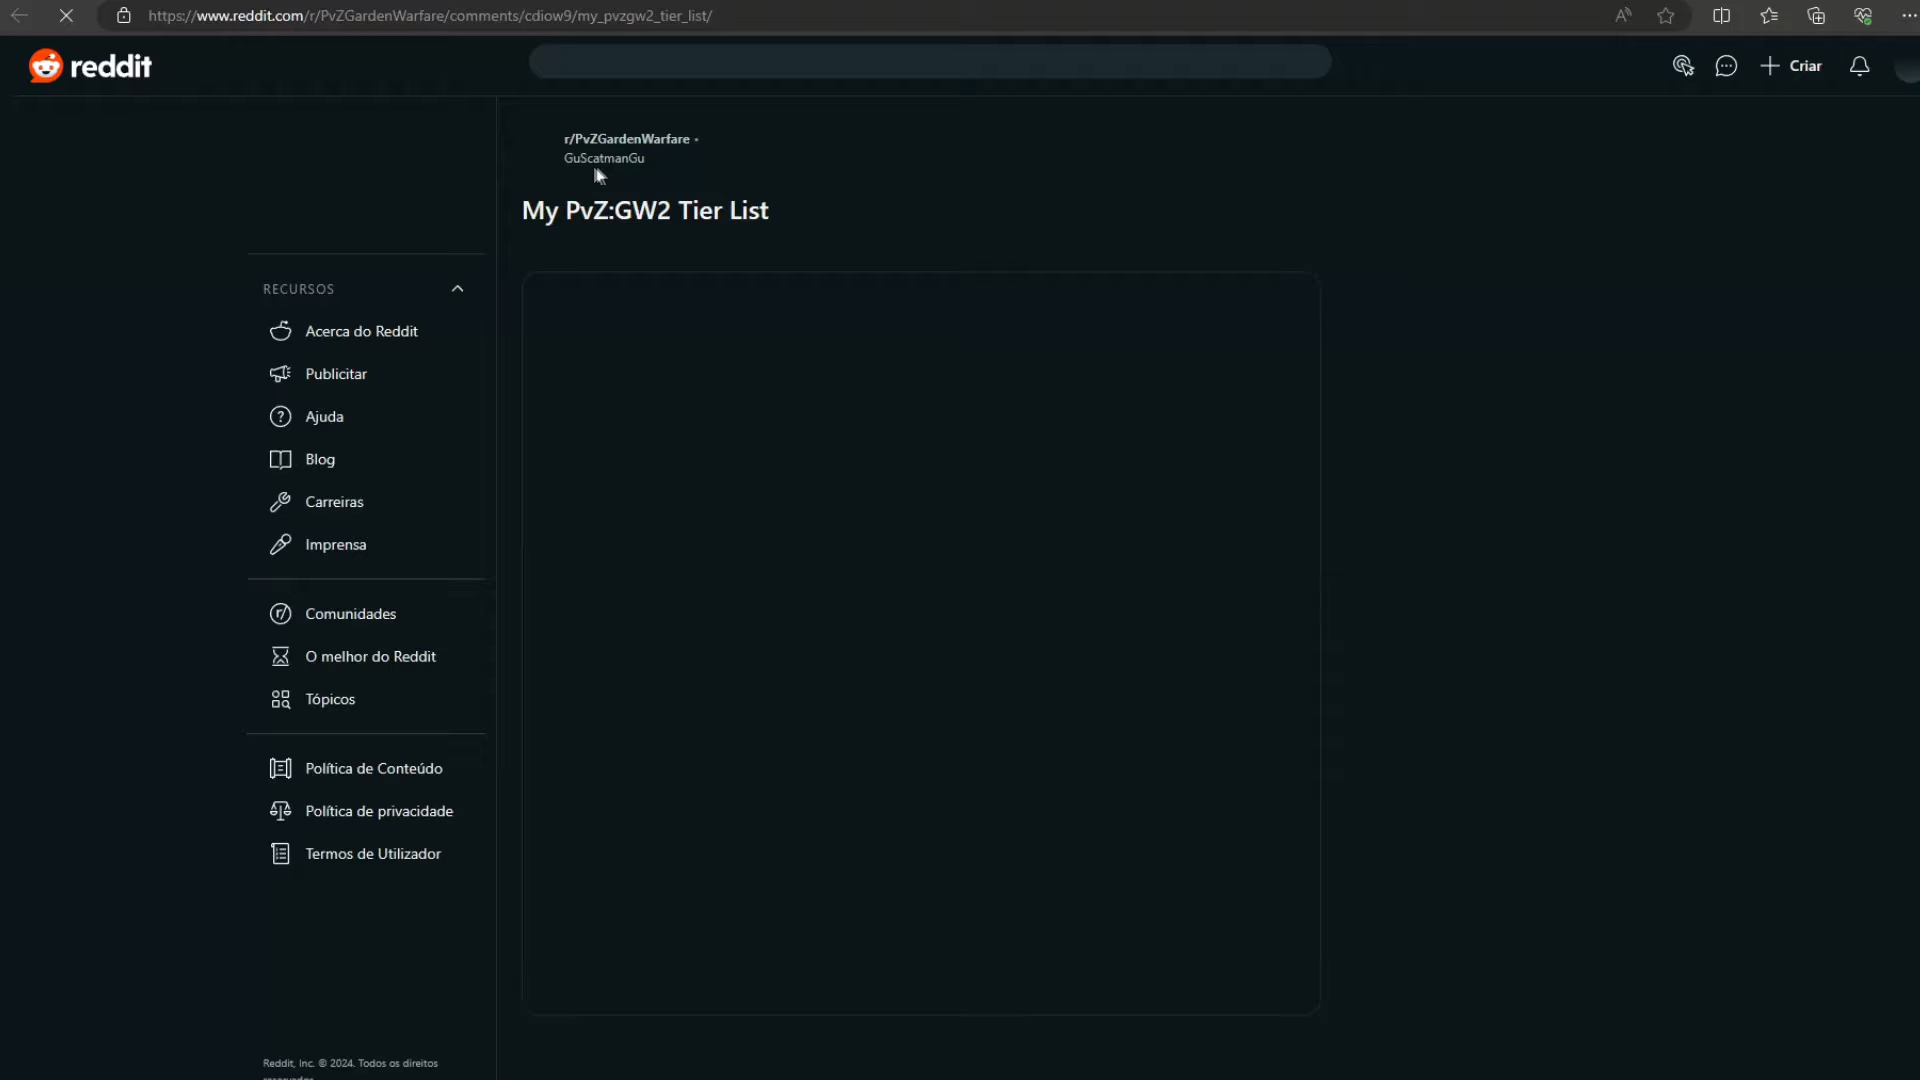 https://www.reddit.com/r/PvZGardenWarfare/comments/cdiow9/my_pvzgw2_tier_list/
reddit
Criar
r/PvZGardenWarfare •
GuScatmanGu
My PvZ:GW2 Tier List
RECURSOS
Acerca do Reddit
Publicitar
Ajuda
Blog
Carreiras
Imprensa
Comunidades
O melhor do Reddit
Tópicos
Política de Conteúdo
Política de privacidade
Termos de Utilizador
Reddit, Inc. © 2024. Todos os direitos